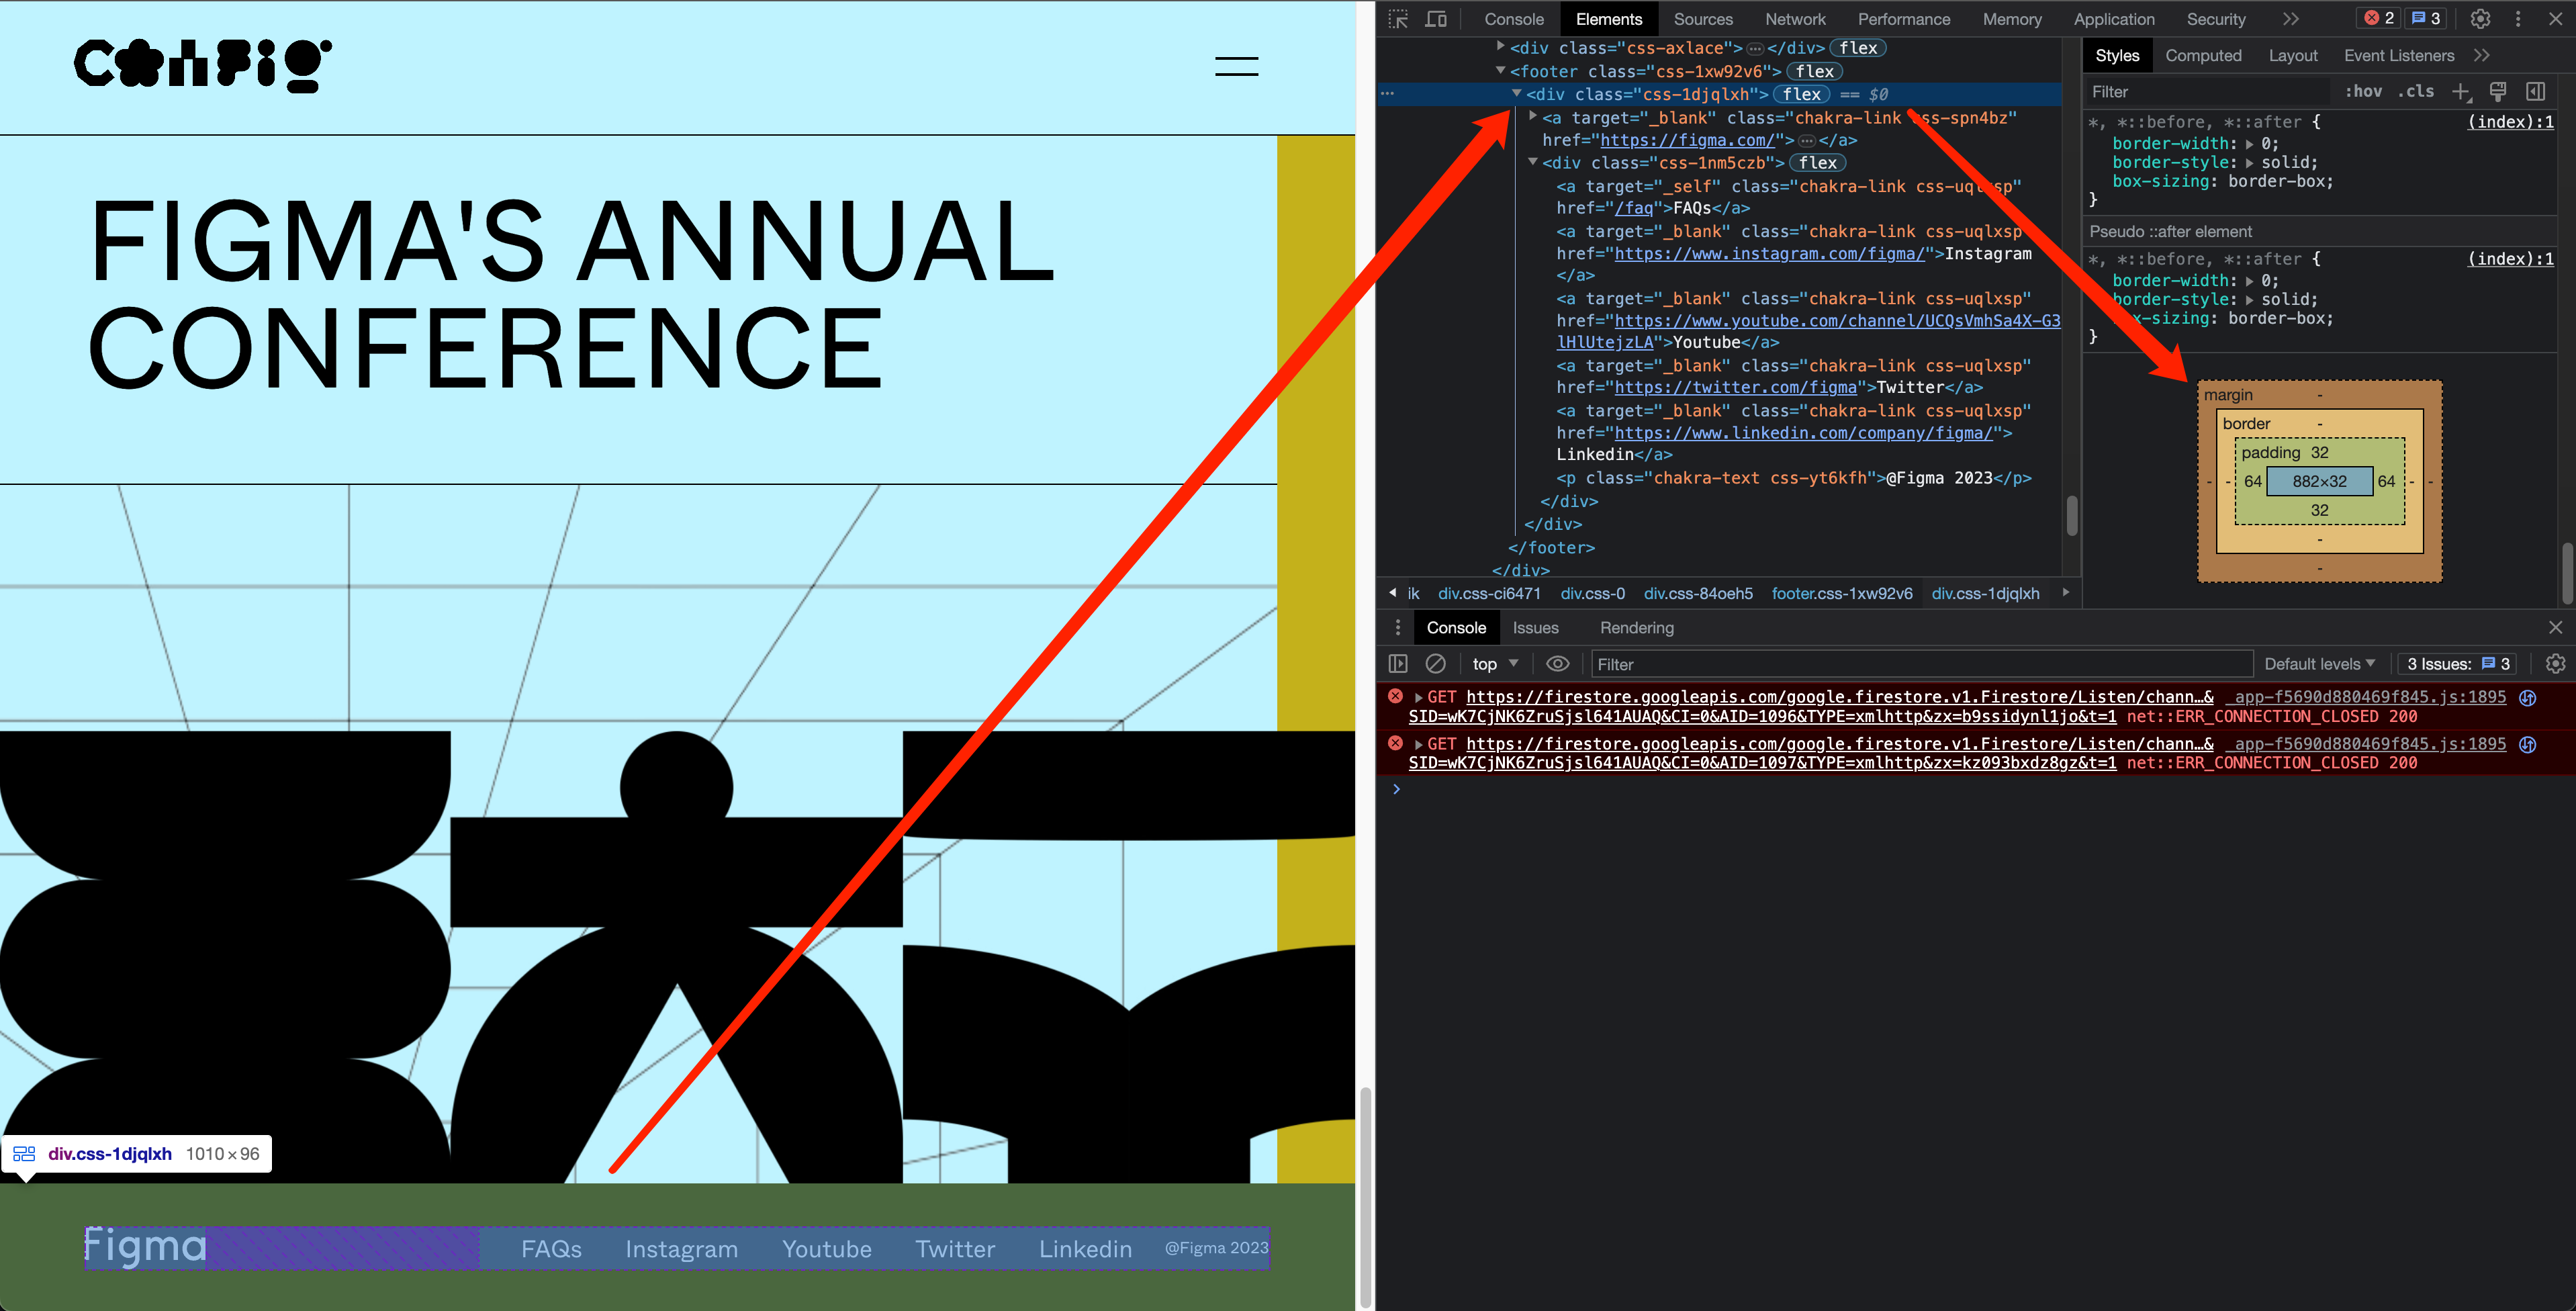 Config
FIGMA'S ANNUAL
CONFERENCE
div.css-1djqlxh 1010×96
Figma
FAQs Instagram Youtube Twitter Linkedin @Figma 2023
Console Elements Sources Network Performance Memory Application Security 2 3
<div class="css-axlace"> … </div> flex
<footer class="css-1xw92v6"> flex
… <div class="css-1djqlxh"> flex == $0
<a target="_blank" class="chakra-link css-spn4bz"
href="https://figma.com/"> … </a>
<div class="css-1nm5czb"> flex
<a target="_self" class="chakra-link css-uqlxsp"
href="/faq">FAQs</a>
<a target="_blank" class="chakra-link css-uqlxsp
href="https://www.instagram.com/figma/">Instagram
</a>
<a target="_blank" class="chakra-link css-uqlxsp"
href="https://www.youtube.com/channel/UCQsVmhSa4X-G3
lHlUtejzLA">Youtube</a>
<a target="_blank" class="chakra-link css-uqlxsp"
href="https://twitter.com/figma">Twitter</a>
<a target="_blank" class="chakra-link css-uqlxsp"
href="https://www.linkedin.com/company/figma/">
Linkedin</a>
<p class="chakra-text css-yt6kfh">@Figma 2023</p>
</div>
</div>
</footer>
</div>
ik div.css-ci6471 div.css-0 div.css-84oeh5 footer.css-1xw92v6 div.css-1djqlxh
Styles Computed Layout Event Listeners
Filter :hov .cls
*, *::before, *::after { (index):1
border-width: 0;
border-style: solid;
box-sizing: border-box;
}
Pseudo ::after element
*, *::before, *::after { (index):1
border-width: 0;
border-style: solid;
box-sizing: border-box;
}
margin -
border -
padding 32
- - 64 882×32 64 - -
32
-
-
Console Issues Rendering
top Filter Default levels 3 Issues: 3
GET https://firestore.googleapis.com/google.firestore.v1.Firestore/Listen/chann…& _app-f5690d880469f845.js:1895
SID=wK7CjNK6ZruSjsl641AUAQ&CI=0&AID=1096&TYPE=xmlhttp&zx=b9ssidynl1jo&t=1 net::ERR_CONNECTION_CLOSED 200
GET https://firestore.googleapis.com/google.firestore.v1.Firestore/Listen/chann…& _app-f5690d880469f845.js:1895
SID=wK7CjNK6ZruSjsl641AUAQ&CI=0&AID=1097&TYPE=xmlhttp&zx=kz093bxdz8gz&t=1 net::ERR_CONNECTION_CLOSED 200